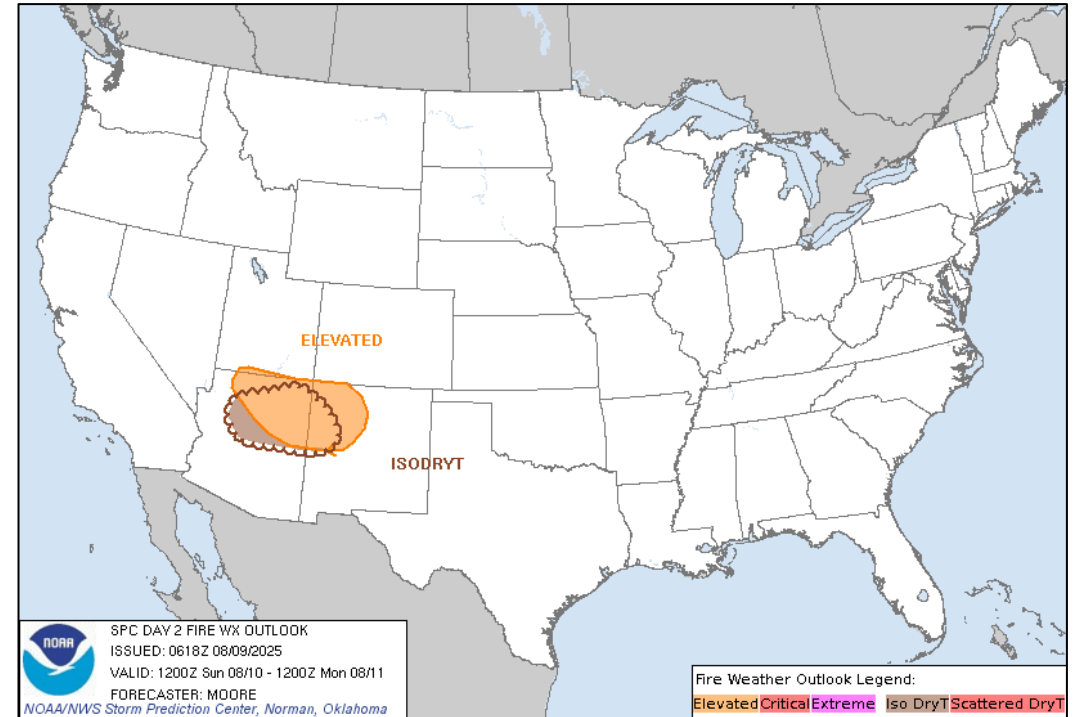 ELEVATED
ISODRYT
NOAA
SPC DAY 2 FIRE WX OUTLOOK
ISSUED: 0618Z 08/09/2025
VALID: 1200Z Sun 08/10 - 1200Z Mon 08/11
FORECASTER: MOORE
NOAA/NWS Storm Prediction Center, Norman, Oklahoma
Fire Weather Outlook Legend:
Elevated Critical Extreme Iso DryT Scattered DryT